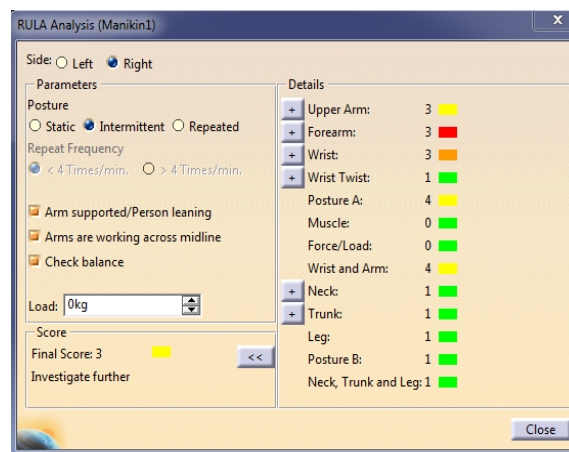 RULA Analysis (Manikin1)
X
Side: Left Right
Parameters
Posture
Static Intermittent Repeated
Repeat Frequency
< 4 Times/min. > 4 Times/min.
Arm supported/Person leaning
Arms are working across midline
Check balance
Load: 0kg
Score
Final Score: 3
<<
Investigate further
Details
+ Upper Arm: 3
+ Forearm: 3
+ Wrist: 3
+ Wrist Twist: 1
Posture A: 4
Muscle: 0
Force/Load: 0
Wrist and Arm: 4
+ Neck: 1
+ Trunk: 1
Leg: 1
Posture B: 1
Neck, Trunk and Leg: 1
Close